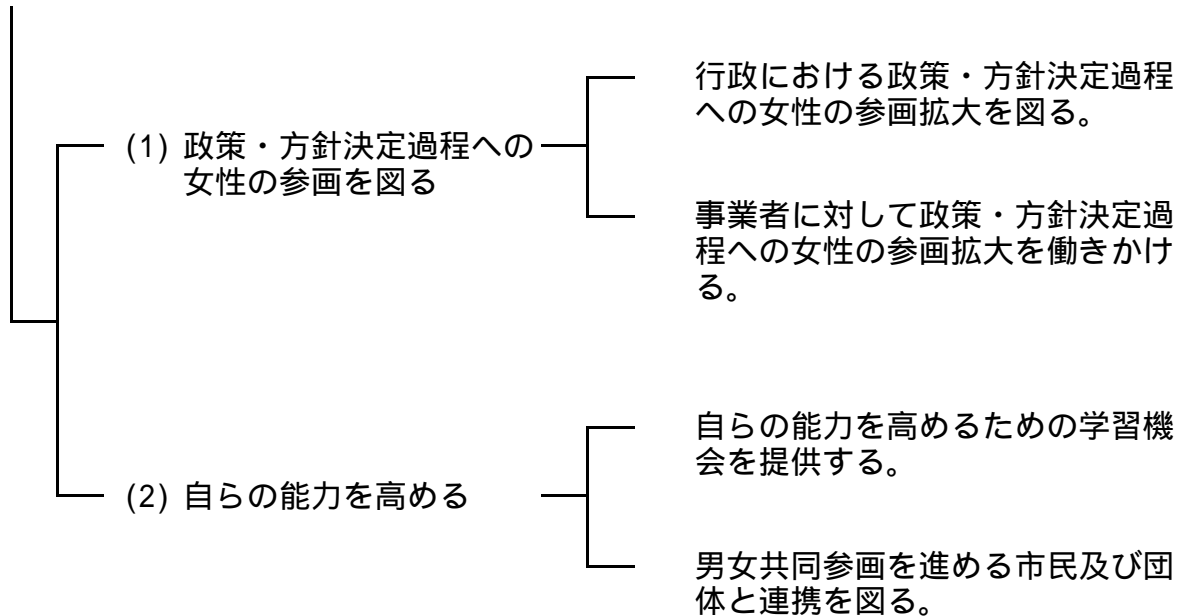 (1) 政策・方針決定過程への
女性の参画を図る
行政における政策・方針決定過程
への女性の参画拡大を図る。
事業者に対して政策・方針決定過
程への女性の参画拡大を働きかけ
る。
(2) 自らの能力を高める
自らの能力を高めるための学習機
会を提供する。
男女共同参画を進める市民及び団
体と連携を図る。